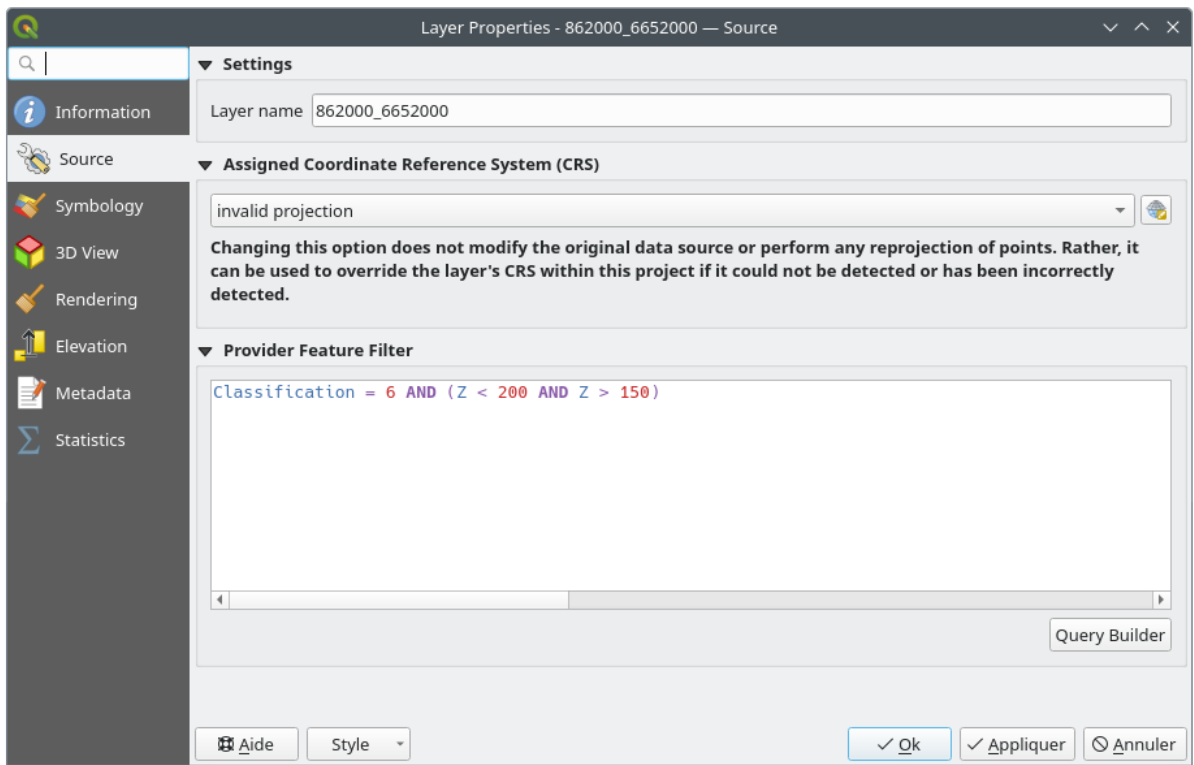 Layer Properties - 862000_6652000 — Source
Information
Source
Symbology
3D View
Rendering
Elevation
Metadata
Statistics
Settings
Layer name 862000_6652000
Assigned Coordinate Reference System (CRS)
invalid projection
Changing this option does not modify the original data source or perform any reprojection of points. Rather, it
can be used to override the layer's CRS within this project if it could not be detected or has been incorrectly
detected.
Provider Feature Filter
Classification = 6 AND (Z < 200 AND Z > 150)
Query Builder
Aide Style Ok Appliquer Annuler